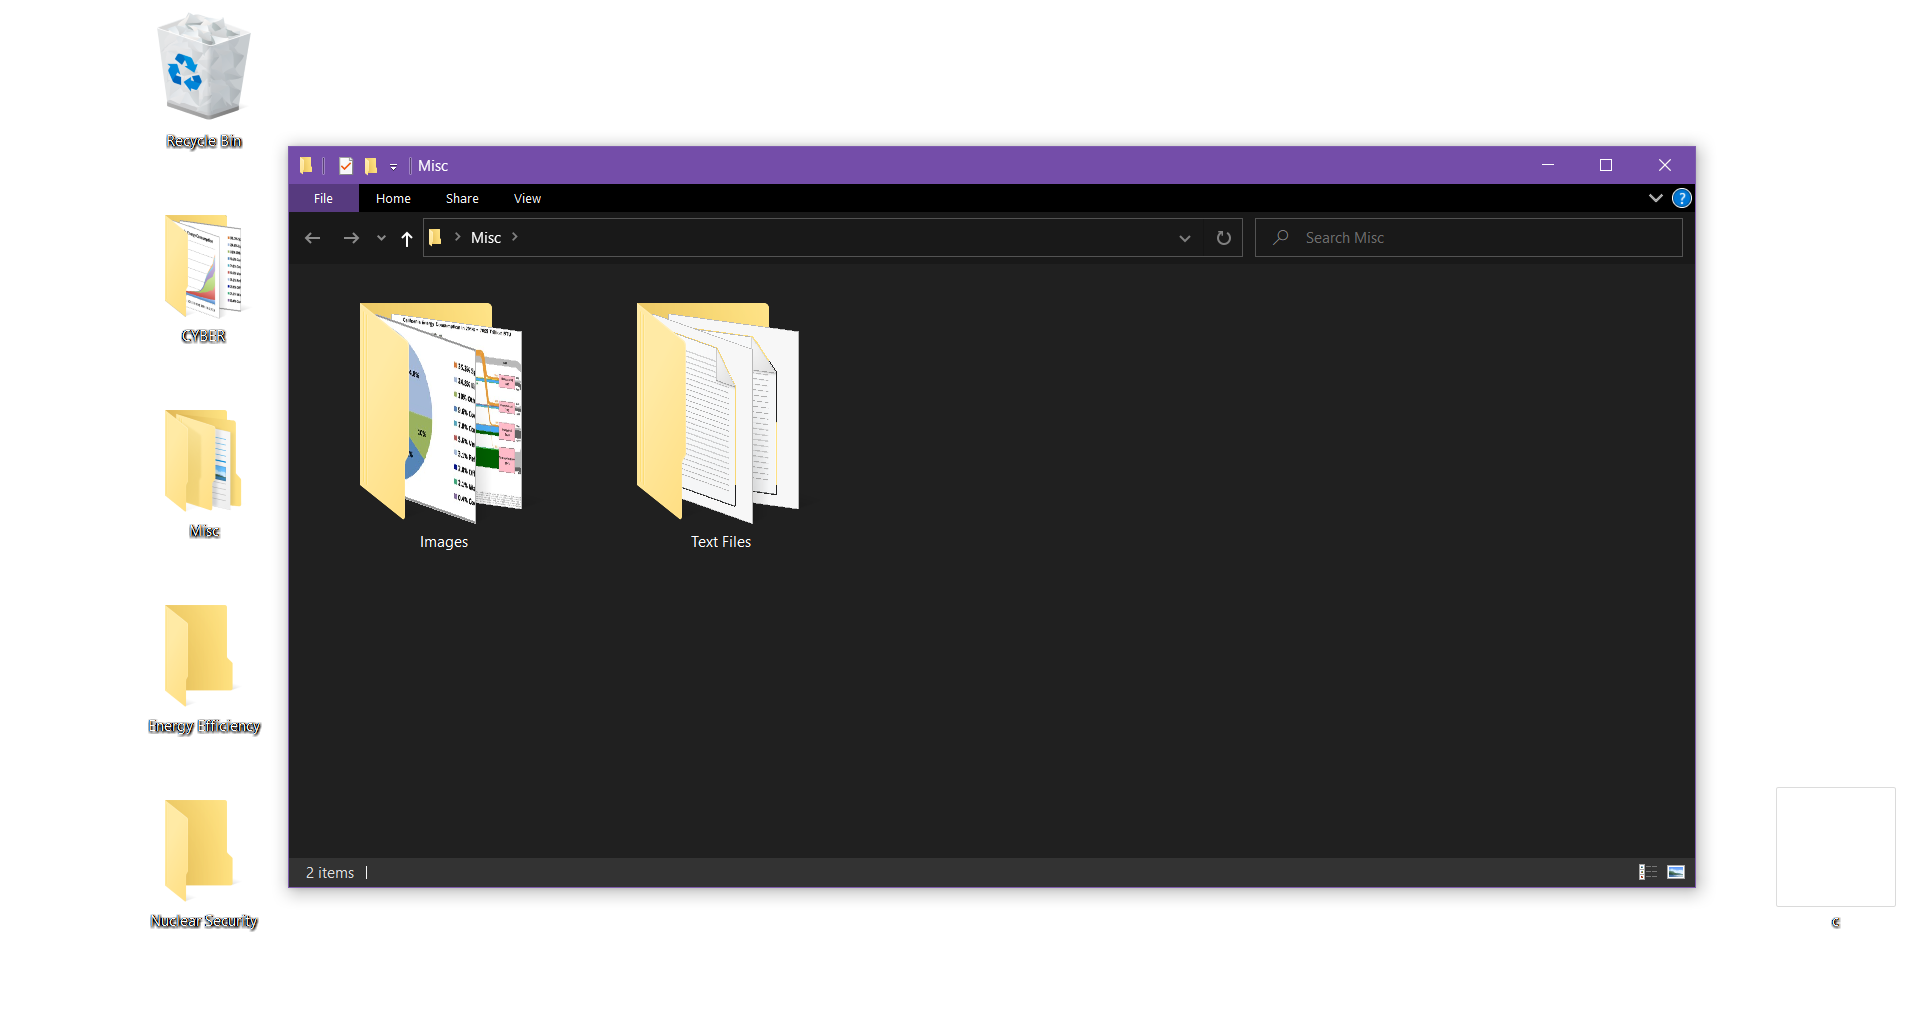 Recycle Bin
CYBER
Misc
Energy Efficiency
Nuclear Security
Misc
File Home Share View
?
Misc
Search Misc
Images
Text Files
2 items
c